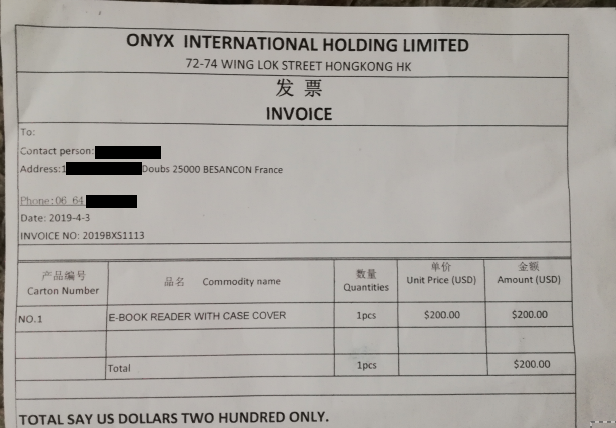 ONYX INTERNATIONAL HOLDING LIMITED
72-74 WING LOK STREET HONGKONG HK
发 票
INVOICE
To:
Contact person:
Address:1 Doubs 25000 BESANCON France
Phone:06 64
Date: 2019-4-3
INVOICE NO: 2019BXS1113
产品编号 品名 Commodity name 数量 单价 金额
Carton Number Quantities Unit Price (USD) Amount (USD)
NO.1 E-BOOK READER WITH CASE COVER 1pcs $200.00 $200.00
Total 1pcs $200.00
TOTAL SAY US DOLLARS TWO HUNDRED ONLY.